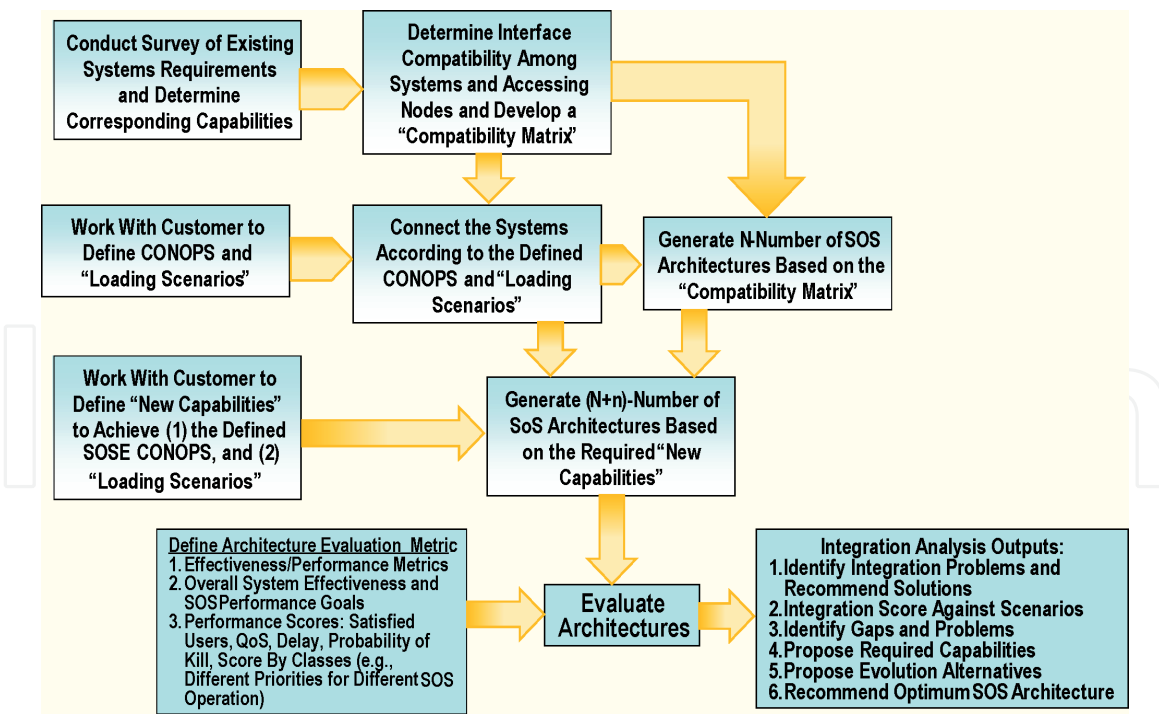 Conduct Survey of Existing
Systems Requirements
and Determine
Corresponding Capabilities
Determine Interface
Compatibility Among
Systems and Accessing
Nodes and Develop a
“Compatibility Matrix”
Work With Customer to
Define CONOPS and
“Loading Scenarios”
Connect the Systems
According to the Defined
CONOPS and “Loading
Scenarios”
Generate N-Number of SOS
Architectures Based on the
“Compatibility Matrix”
Work With Customer to
Define “New Capabilities”
to Achieve (1) the Defined
SOSE CONOPS, and (2)
“Loading Scenarios”
Generate (N+n)-Number of
SoS Architectures Based
on the Required “New
Capabilities”
Define Architecture Evaluation Metric
1. Effectiveness/Performance Metrics
2. Overall System Effectiveness and
SOS Performance Goals
3. Performance Scores: Satisfied
Users, QoS, Delay, Probability of
Kill, Score By Classes (e.g.,
Different Priorities for Different SOS
Operation)
Evaluate
Architectures
Integration Analysis Outputs:
1. Identify Integration Problems and
Recommend Solutions
2. Integration Score Against Scenarios
3. Identify Gaps and Problems
4. Propose Required Capabilities
5. Propose Evolution Alternatives
6. Recommend Optimum SOS Architecture